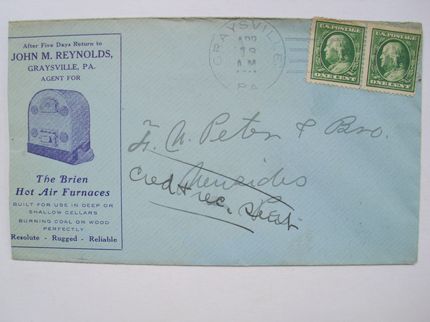 After Five Days Return to
JOHN M. REYNOLDS,
GRAYSVILLE, PA.
AGENT FOR
The Brien
Hot Air Furnaces
BUILT FOR USE IN DEEP OR
SHALLOW CELLARS
BURNING COAL OR WOOD
PERFECTLY
Resolute - Rugged - Reliable
GRAYSVILLE
APR
19
A.M.
PA.
U.S. POSTAGE
ONE CENT
U.S. POSTAGE
ONE CENT
Peter & Bro.